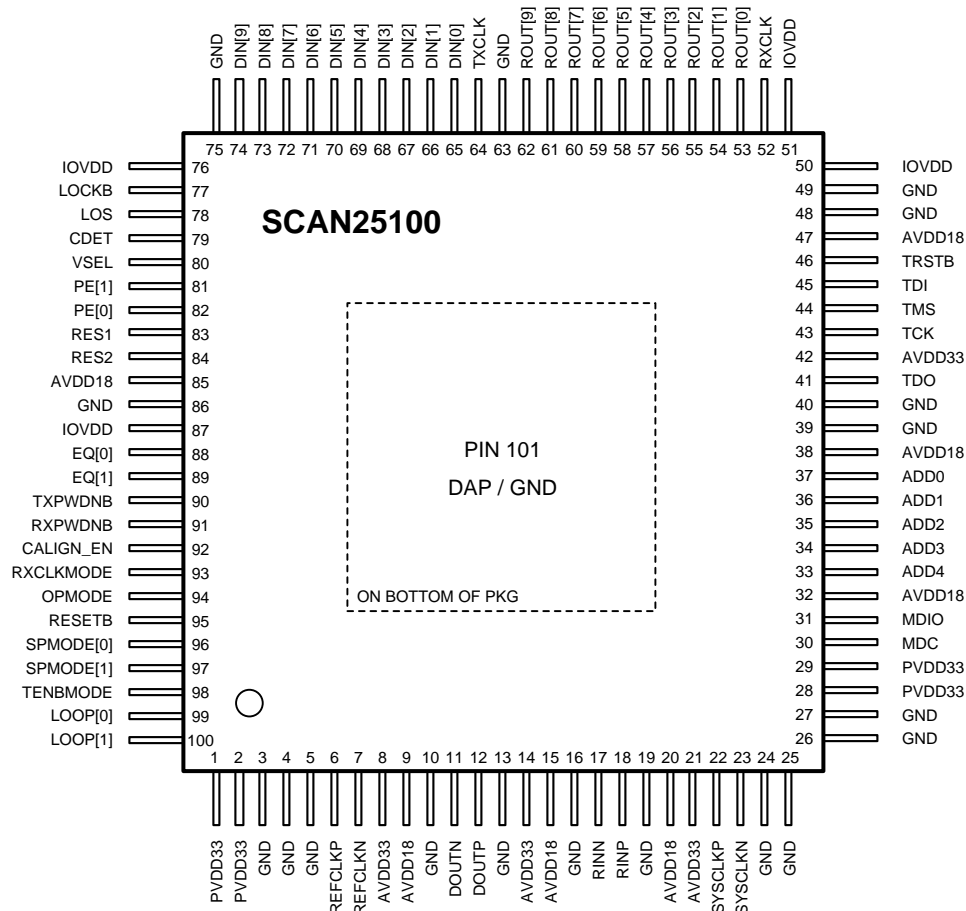 GND
DIN[9]
DIN[8]
DIN[7]
DIN[6]
DIN[5]
DIN[4]
DIN[3]
DIN[2]
DIN[1]
DIN[0]
TXCLK
GND
ROUT[9]
ROUT[8]
ROUT[7]
ROUT[6]
ROUT[5]
ROUT[4]
ROUT[3]
ROUT[2]
ROUT[1]
ROUT[0]
RXCLK
IOVDD
75 74 73 72 71 70 69 68 67 66 65 64 63 62 61 60 59 58 57 56 55 54 53 52 51
IOVDD 76
LOCKB 77
LOS 78
CDET 79
VSEL 80
PE[1] 81
PE[0] 82
RES1 83
RES2 84
AVDD18 85
GND 86
IOVDD 87
EQ[0] 88
EQ[1] 89
TXPWDNB 90
RXPWDNB 91
CALIGN_EN 92
RXCLKMODE 93
OPMODE 94
RESETB 95
SPMODE[0] 96
SPMODE[1] 97
TENBMODE 98
LOOP[0] 99
LOOP[1] 100
SCAN25100
PIN 101
DAP / GND
ON BOTTOM OF PKG
50 IOVDD
49 GND
48 GND
47 AVDD18
46 TRSTB
45 TDI
44 TMS
43 TCK
42 AVDD33
41 TDO
40 GND
39 GND
38 AVDD18
37 ADD0
36 ADD1
35 ADD2
34 ADD3
33 ADD4
32 AVDD18
31 MDIO
30 MDC
29 PVDD33
28 PVDD33
27 GND
26 GND
1 2 3 4 5 6 7 8 9 10 11 12 13 14 15 16 17 18 19 20 21 22 23 24 25
PVDD33
PVDD33
GND
GND
GND
REFCLKP
REFCLKN
AVDD33
AVDD18
GND
DOUTN
DOUTP
GND
AVDD33
AVDD18
GND
RINN
RINP
GND
AVDD18
AVDD33
SYSCLKP
SYSCLKN
GND
GND